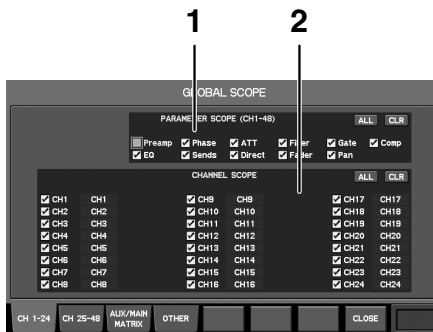 1 2
GLOBAL SCOPE
PARAMETER SCOPE (CH1-48) ALL CLR
Preamp Phase ATT Filter Gate Comp
EQ Sends Direct Fader Pan
CHANNEL SCOPE ALL CLR
CH1 CH1 CH9 CH9 CH17 CH17
CH2 CH2 CH10 CH10 CH18 CH18
CH3 CH3 CH11 CH11 CH19 CH19
CH4 CH4 CH12 CH12 CH20 CH20
CH5 CH5 CH13 CH13 CH21 CH21
CH6 CH6 CH14 CH14 CH22 CH22
CH7 CH7 CH15 CH15 CH23 CH23
CH8 CH8 CH16 CH16 CH24 CH24
CH 1-24 CH 25-48 AUX/MAIN MATRIX OTHER CLOSE